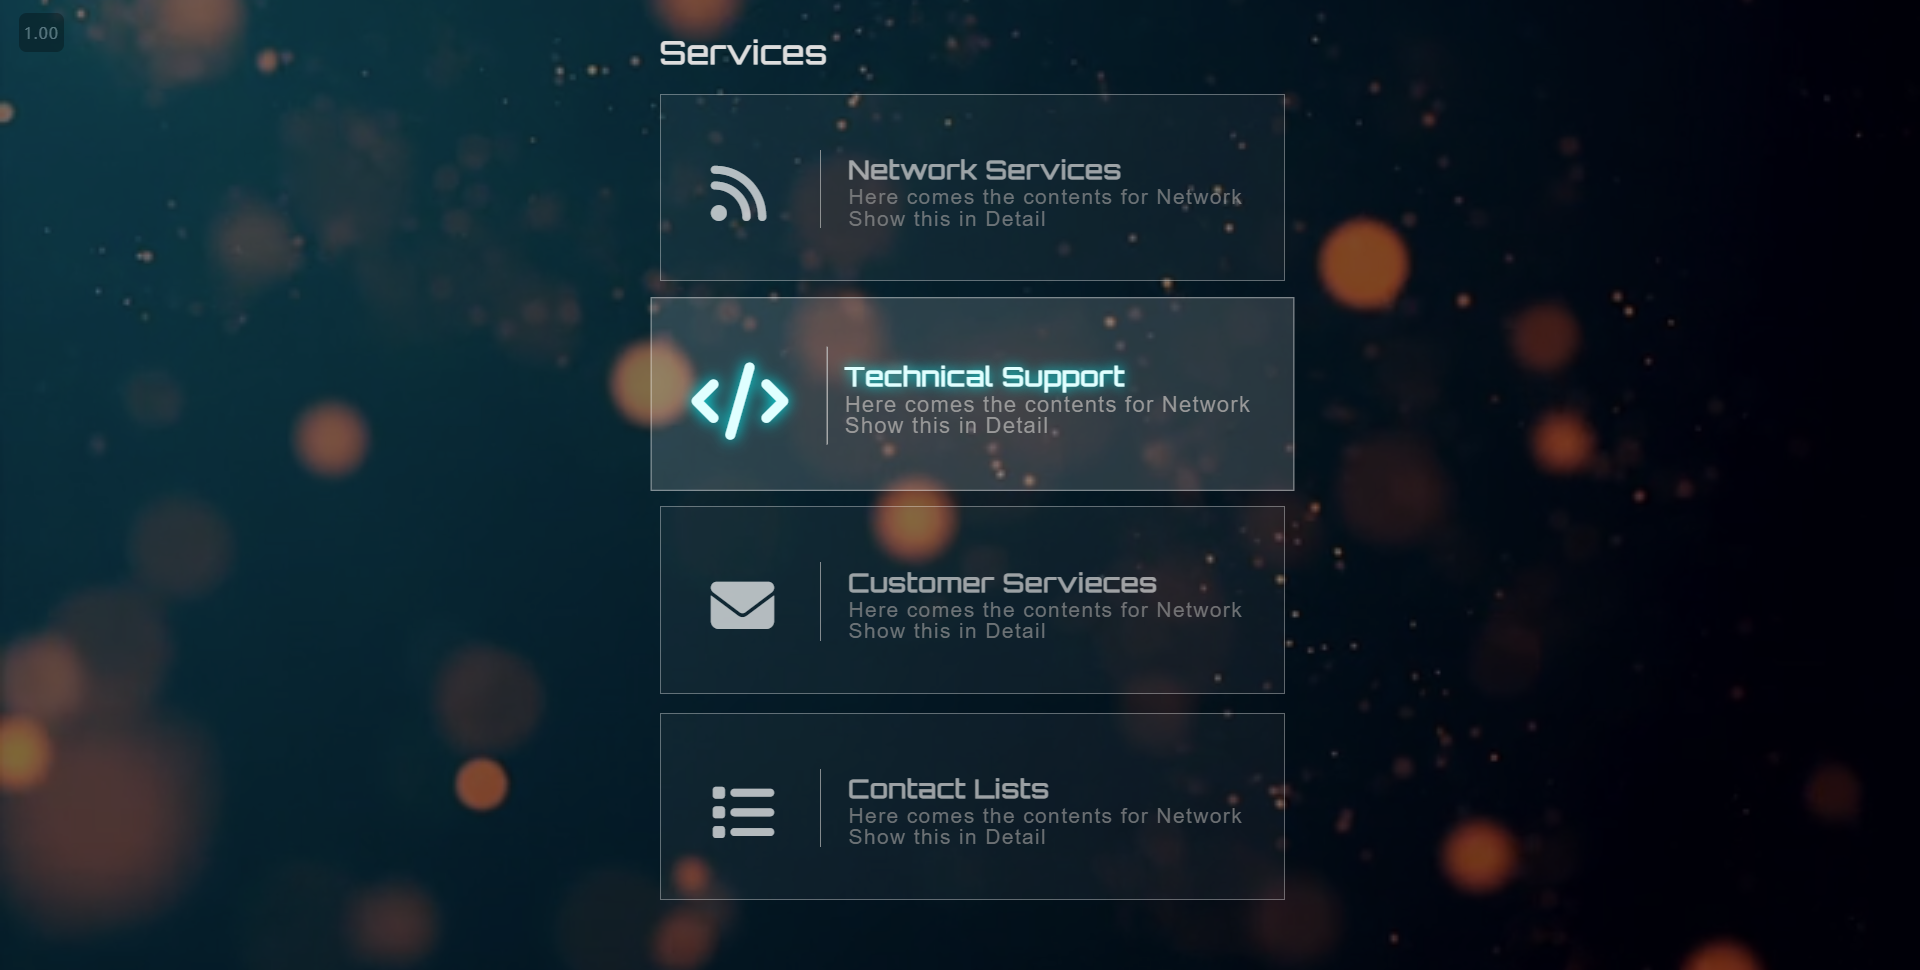 1.00
Services
Network Services
Here comes the contents for Network
Show this in Detail
Technical Support
Here comes the contents for Network
Show this in Detail
Customer Servieces
Here comes the contents for Network
Show this in Detail
Contact Lists
Here comes the contents for Network
Show this in Detail